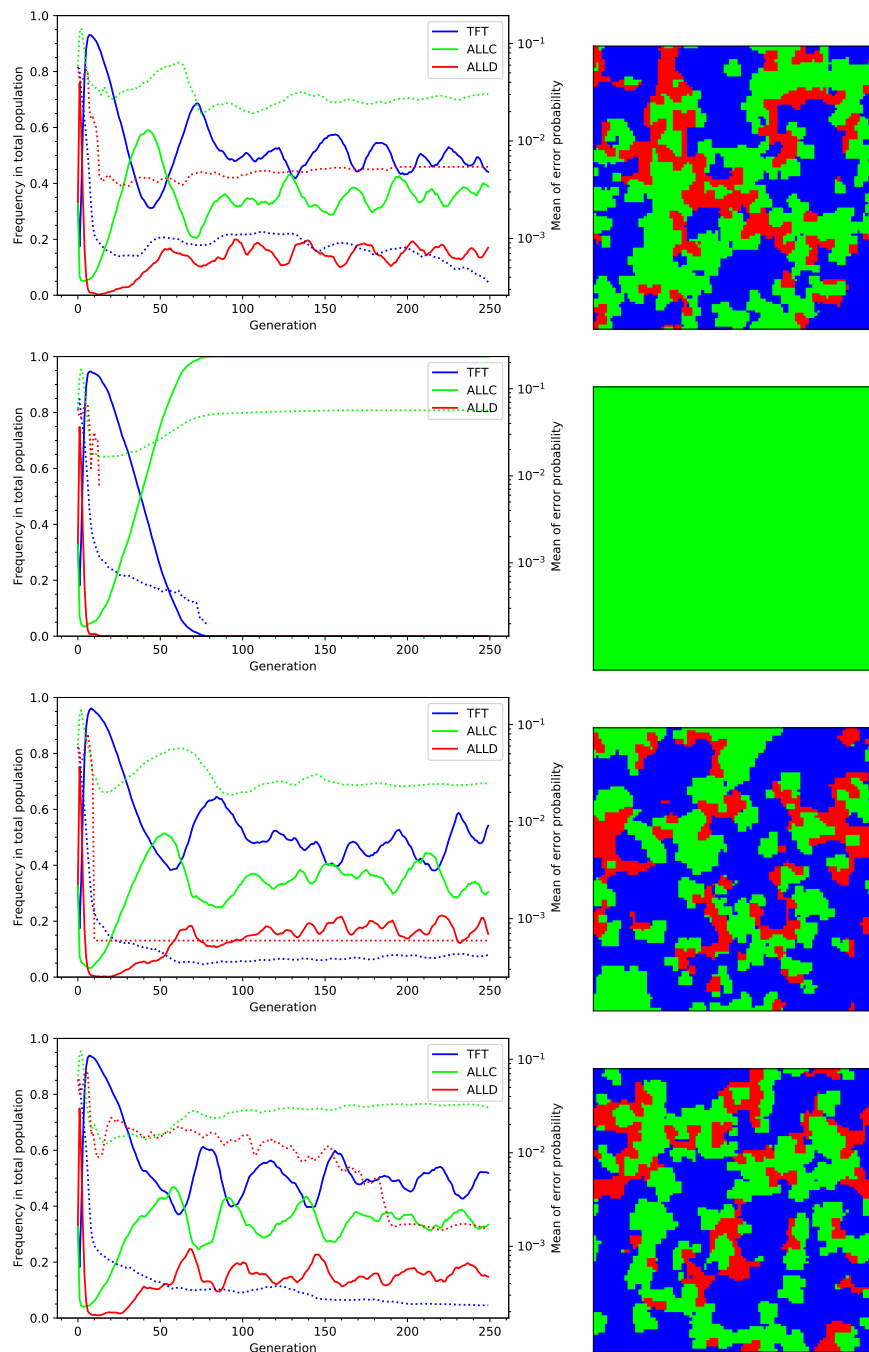 1.0
0.8
0.6
0.4
0.2
0.0
Frequency in total population
0
50
100
150
200
250
Generation
TFT
ALLC
ALLD
10⁻¹
10⁻²
10⁻³
Mean of error probability
1.0
0.8
0.6
0.4
0.2
0.0
Frequency in total population
0
50
100
150
200
250
Generation
TFT
ALLC
ALLD
10⁻¹
10⁻²
10⁻³
Mean of error probability
1.0
0.8
0.6
0.4
0.2
0.0
Frequency in total population
0
50
100
150
200
250
Generation
TFT
ALLC
ALLD
10⁻¹
10⁻²
10⁻³
Mean of error probability
1.0
0.8
0.6
0.4
0.2
0.0
Frequency in total population
0
50
100
150
200
250
Generation
TFT
ALLC
ALLD
10⁻¹
10⁻²
10⁻³
Mean of error probability